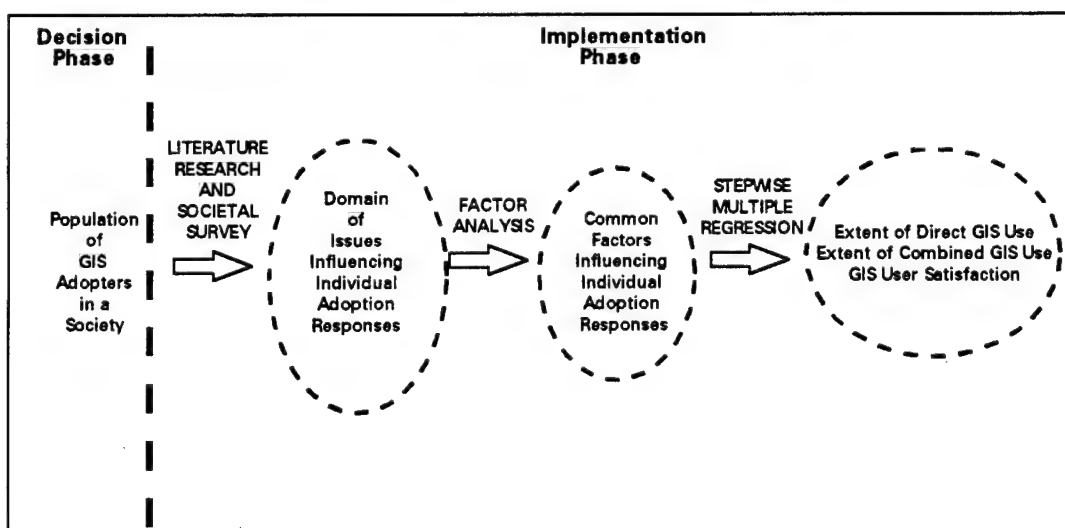 Decision
Phase
Implementation
Phase
Population
of
GIS
Adopters
in a
Society
LITERATURE
RESEARCH
AND
SOCIETAL
SURVEY
Domain
of
Issues
Influencing
Individual
Adoption
Responses
FACTOR
ANALYSIS
Common
Factors
Influencing
Individual
Adoption
Responses
STEPWISE
MULTIPLE
REGRESSION
Extent of Direct GIS Use
Extent of Combined GIS Use
GIS User Satisfaction